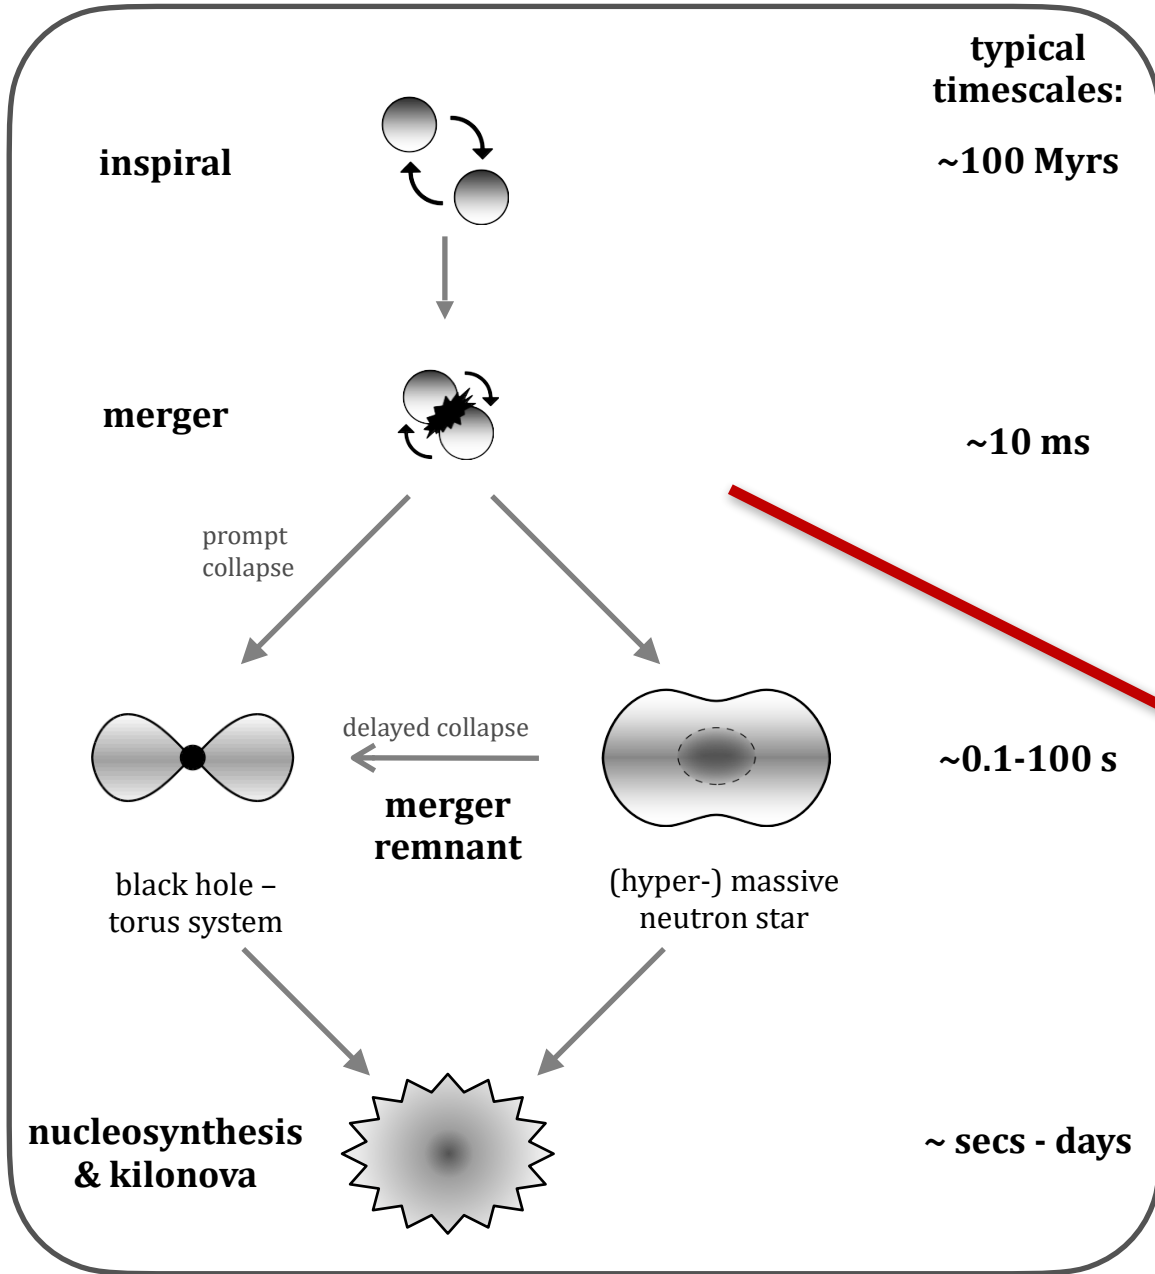 typical
timescales:
inspiral
~100 Myrs
merger
~10 ms
prompt
collapse
delayed collapse
~0.1-100 s
merger
remnant
black hole –
torus system
(hyper-) massive
neutron star
nucleosynthesis
& kilonova
~ secs - days